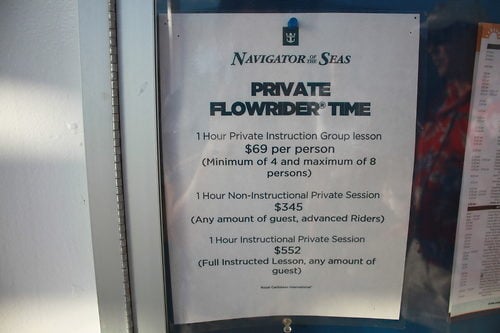 NAVIGATOR OF THE SEAS
PRIVATE
FLOWRIDER® TIME
1 Hour Private Instruction Group lesson
$69 per person
(Minimum of 4 and maximum of 8
persons)
1 Hour Non-Instructional Private Session
$345
(Any amount of guest, advanced Riders)
1 Hour Instructional Private Session
$552
(Full Instructed Lesson, any amount of
guest)
Royal Caribbean International®